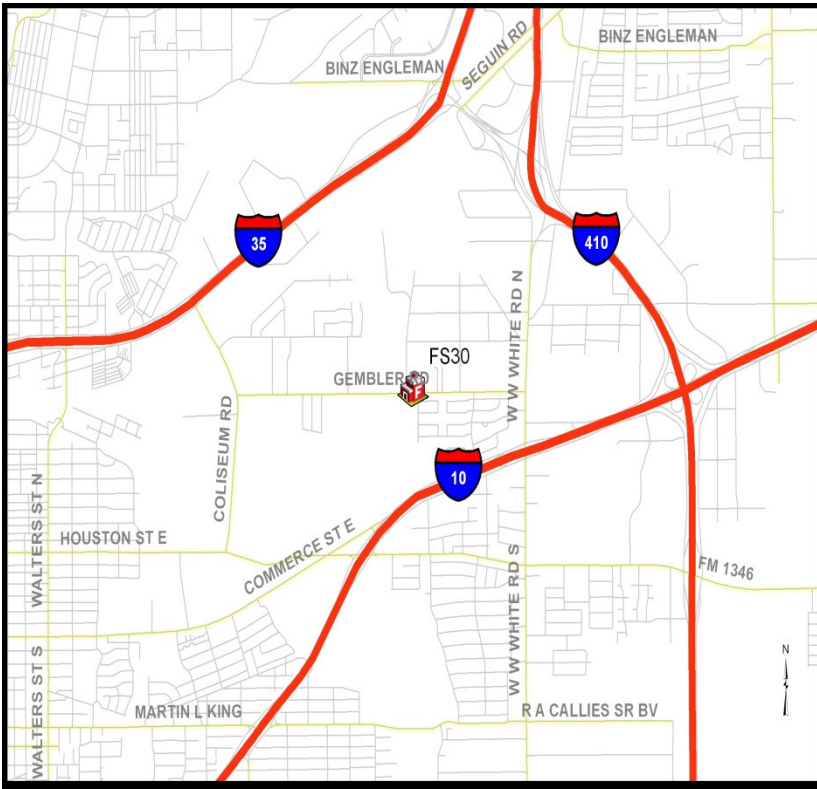 BINZ ENGLEMAN
SEGUIN RD
BINZ ENGLEMAN
35
410
W W WHITE RD N
FS30
GEMBLER RD
F
COLISEUM RD
10
WALTERS ST N
HOUSTON ST E
COMMERCE ST E
FM 1346
W W WHITE RD S
WALTERS ST S
N
MARTIN L KING
R A CALLIES SR BV